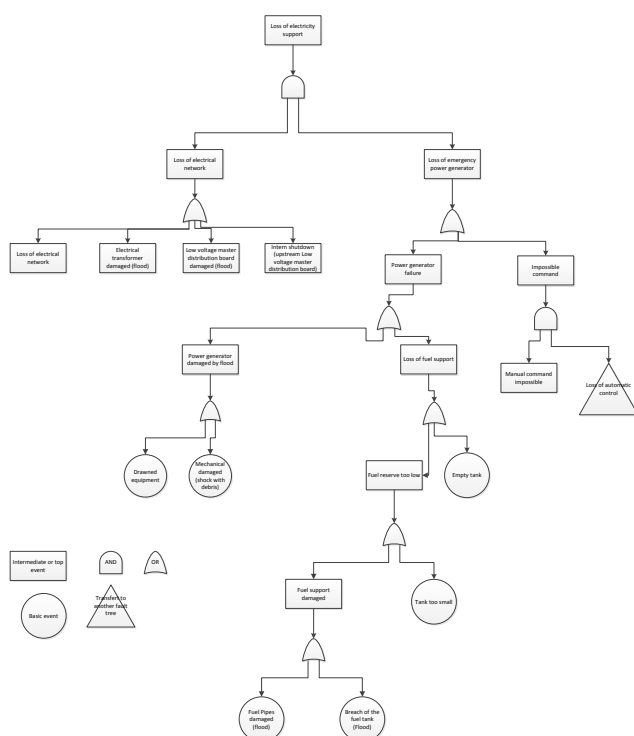 Loss of electricity
support
Loss of electrical
network
Loss of emergency
power generator
Loss of electrical
network
Electrical
transformer
damaged (flood)
Low voltage master
distribution board
damaged (flood)
Intern shutdown
(upstream Low
voltage master
distribution board)
Power generator
failure
Impossible
command
Power generator
damaged by flood
Loss of fuel support
Manual command
impossible
Loss of automatic
control
Drawned
equipment
Mechanical
damaged
(shock with
debris)
Fuel reserve too low
Empty tank
Intermediate or top
event
AND
OR
Basic event
Transfers to
another fault
tree
Fuel support
damaged
Tank too small
Fuel Pipes
damaged
(flood)
Breach of the
fuel tank
(Flood)